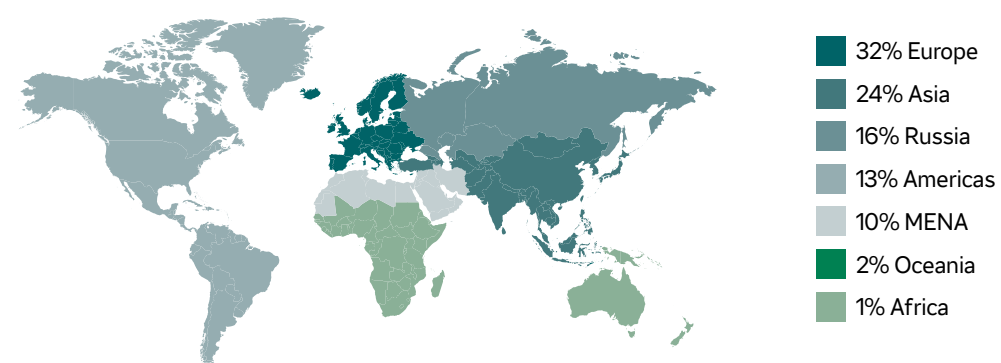 32% Europe
24% Asia
16% Russia
13% Americas
10% MENA
2% Oceania
1% Africa